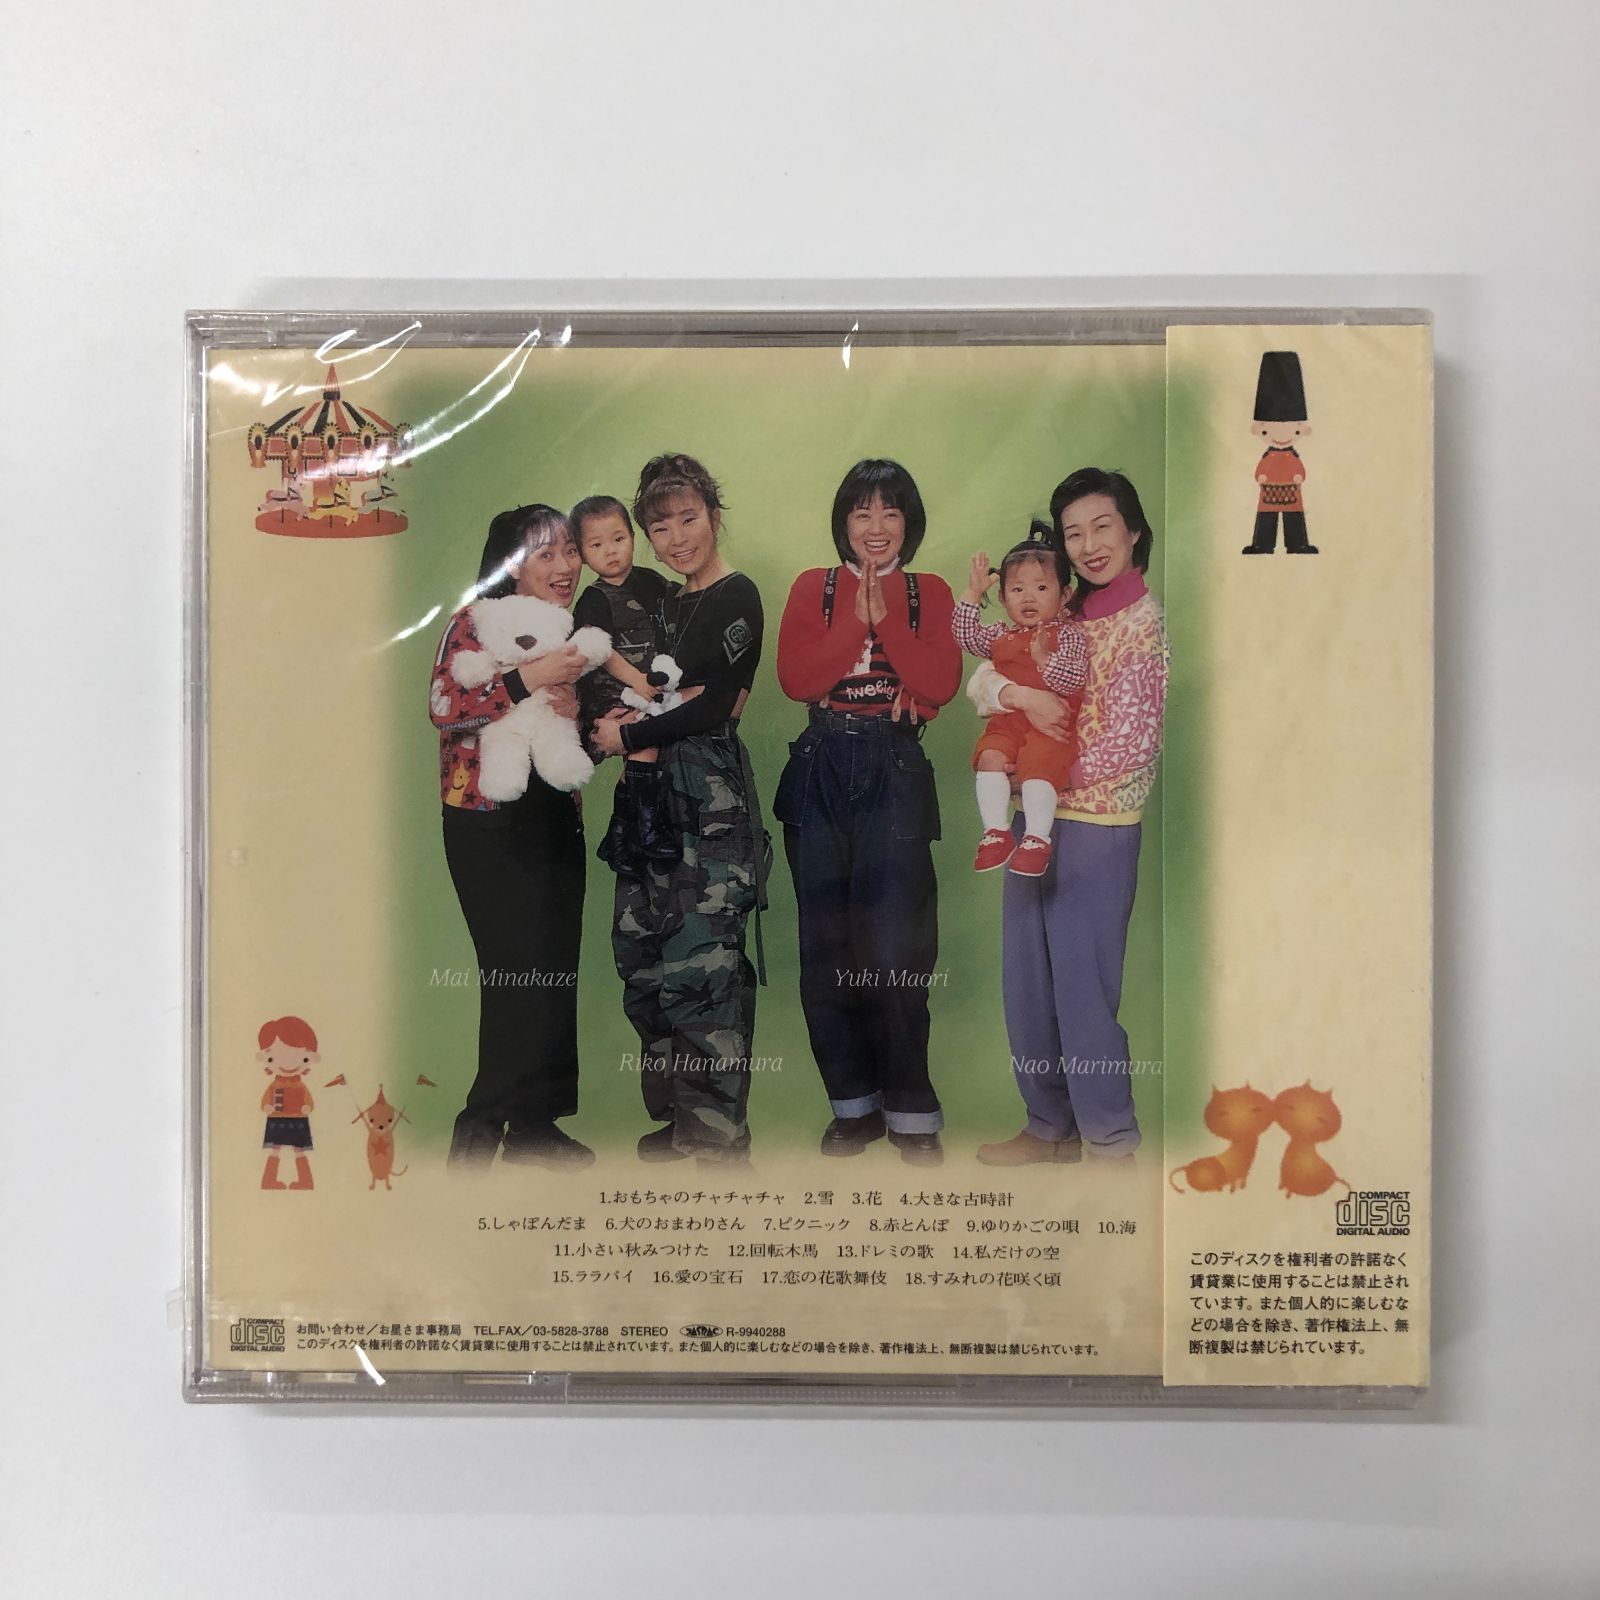 tweety
Mai Minakaze
Yuki Maori
Riko Hanamura
Nao Marimura
1.おもちゃのチャチャチャ 2.雪 3.花 4.大きな古時計
5.しゃぼんだま 6.犬のおまわりさん 7.ピクニック 8.赤とんぼ 9.ゆりかごの唄 10.海
11.小さい秋みつけた 12.回転木馬 13.ドレミの歌 14.私だけの空
15.ララバイ 16.愛の宝石 17.恋の花歌舞伎 18.すみれの花咲く頃
COMPACT
disc
DIGITAL AUDIO
お問い合わせ／お星さま事務局 TEL.FAX／03-5828-3788 STEREO JASRAC R-9940288
このディスクを権利者の許諾なく賃貸業に使用することは禁止されています。また個人的に楽しむなどの場合を除き、著作権法上、無断複製は禁じられています。
COMPACT
disc
DIGITAL AUDIO
このディスクを権利者の許諾なく
賃貸業に使用することは禁止され
ています。また個人的に楽しむな
どの場合を除き、著作権法上、無
断複製は禁じられています。